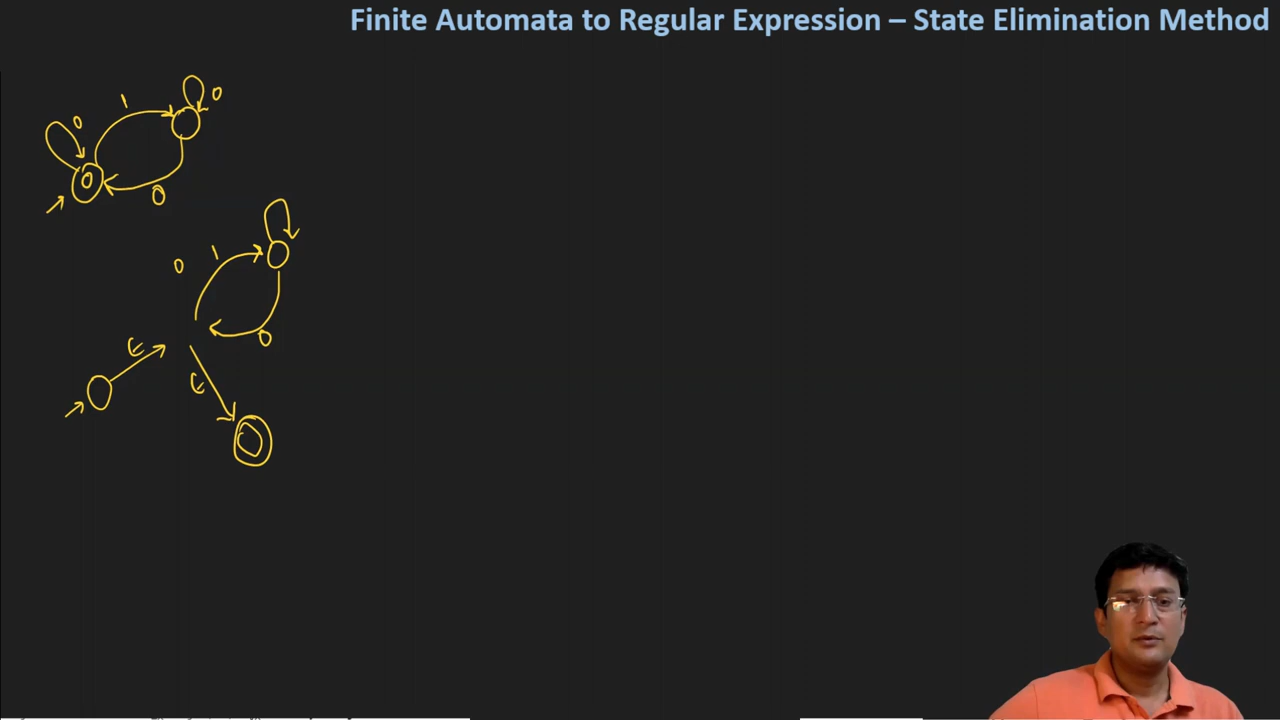 Finite Automata to Regular Expression – State Elimination Method
0
1
0
0
0
1
0
ε
ε